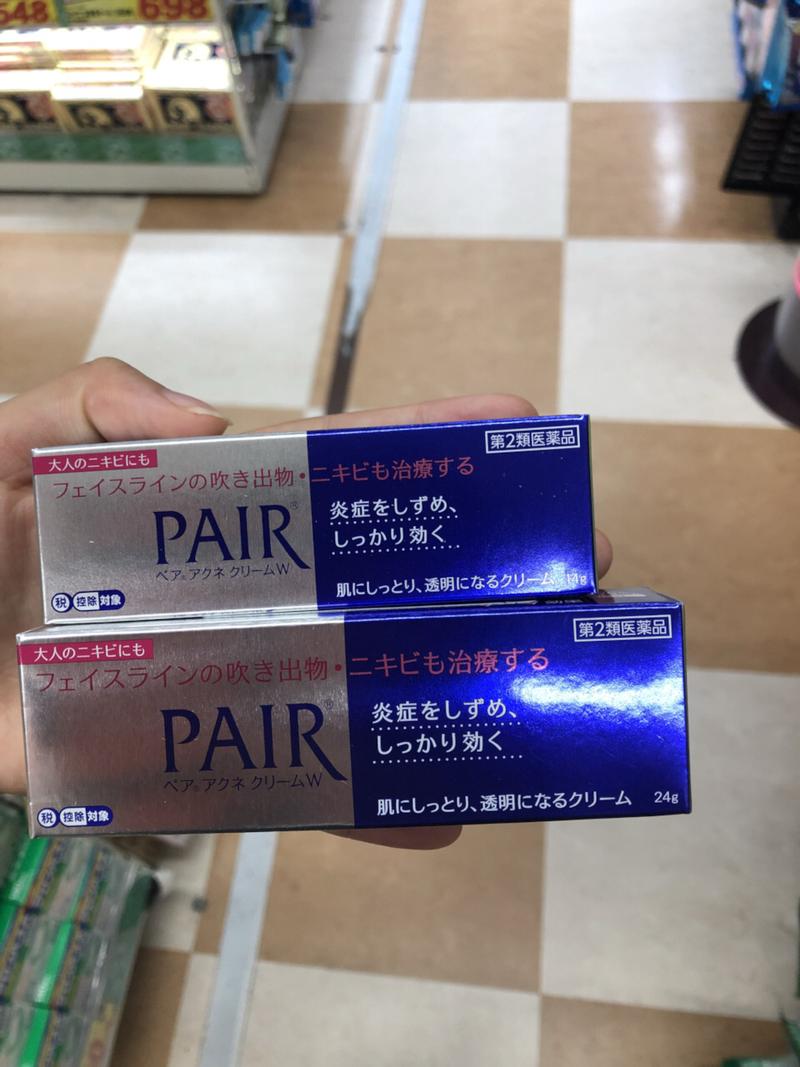 548
698
大人のニキビにも
第2類医薬品
フェイスラインの吹き出物・ニキビも治療する
PAIR®
ペア® アクネ クリームW
炎症をしずめ、
しっかり効く
税 控除対象
肌にしっとり、透明になるクリーム 14g
大人のニキビにも
第2類医薬品
フェイスラインの吹き出物・ニキビも治療する
PAIR®
ペア® アクネ クリームW
炎症をしずめ、
しっかり効く
税 控除対象
肌にしっとり、透明になるクリーム 24g